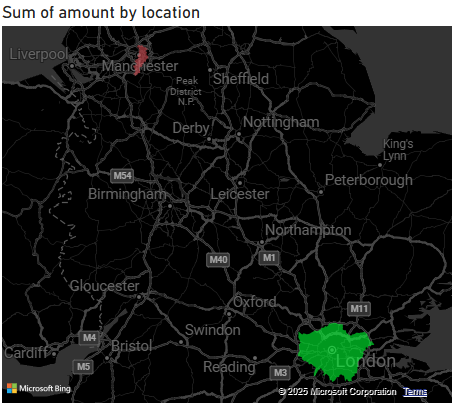 Sum of amount by location
Liverpool
Manchester
Peak
District
N.P.
Sheffield
Derby
Nottingham
King's
Lynn
M54
Birmingham
Leicester
Peterborough
Northampton
M40
M1
Gloucester
Oxford
M11
Swindon
M4
Cardiff
Bristol
London
Reading
M5
M3
Microsoft Bing
© 2025 Microsoft Corporation Terms